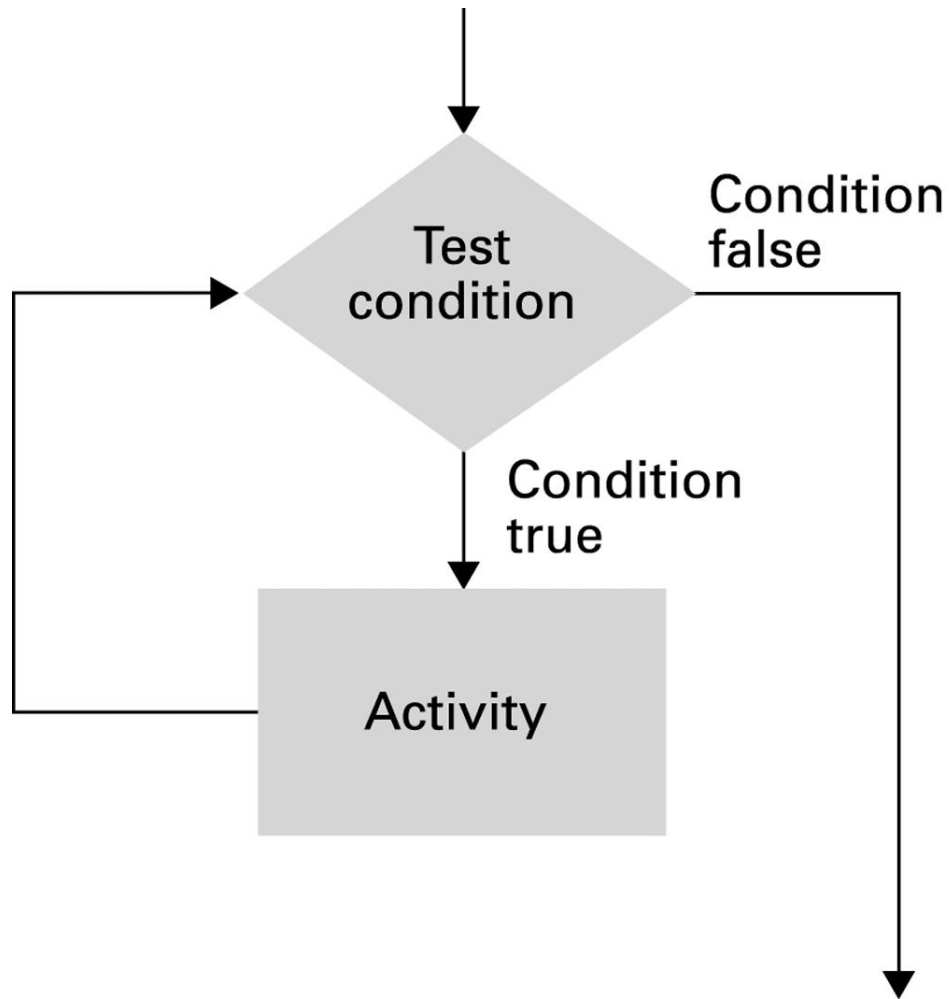 Test
condition
Condition
false
Condition
true
Activity